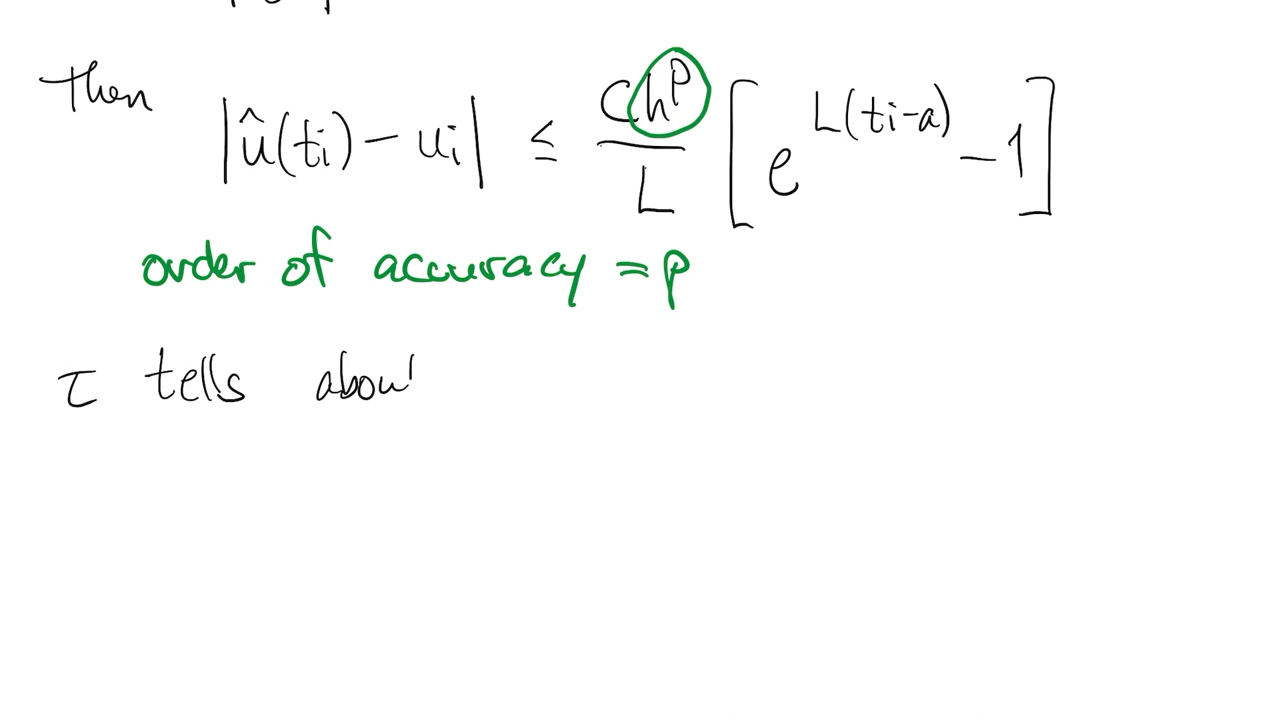 Then |û(ti) - ui| ≤ Ch^p / L [e^{L(ti-a)} - 1]
order of accuracy = p
τ tells about